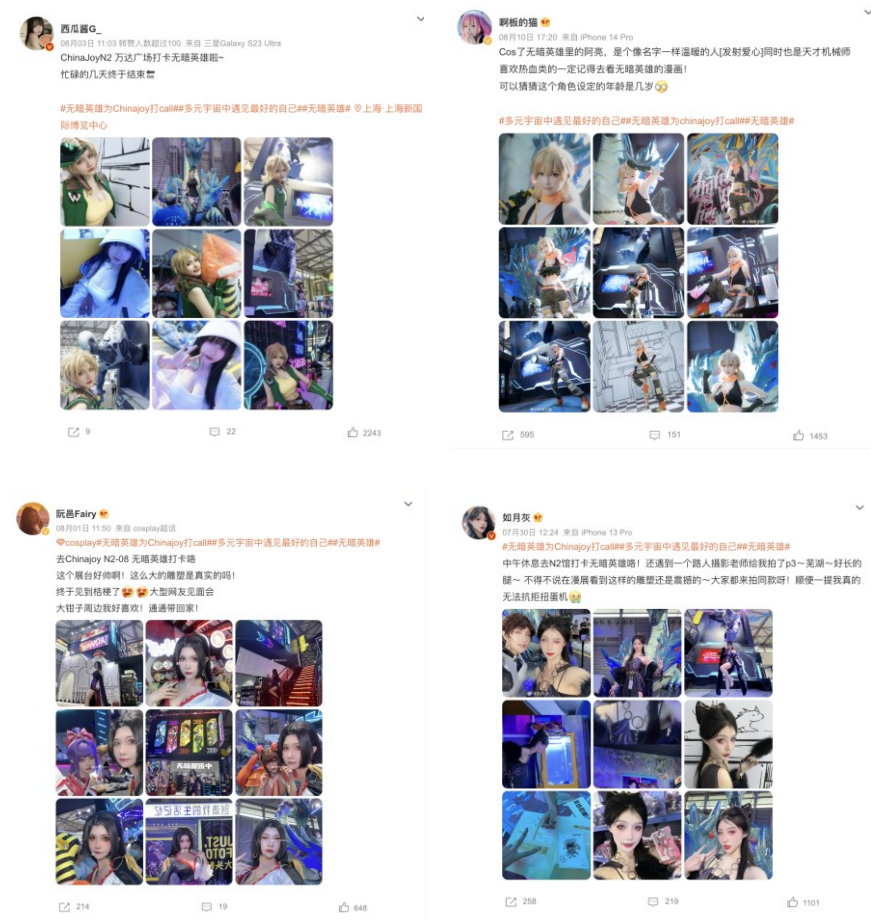 西瓜酱G_
08月03日 11:03 转赞人数超过100 来自 三星Galaxy S23 Ultra
ChinaJoyN2 万达广场打卡无暗英雄啦~
忙碌的几天终于结束
#无暗英雄为Chinajoy打call##多元宇宙中遇见最好的自己##无暗英雄# 上海·上海新国
际博览中心
9 22 2243
啊板的猫
08月10日 17:20 来自 iPhone 14 Pro
Cos了无暗英雄里的阿亮，是个像名字一样温暖的人[发射爱心]同时也是天才机械师
喜欢热血类的一定记得去看无暗英雄的漫画！
可以猜猜这个角色设定的年龄是几岁
#多元宇宙中遇见最好的自己##无暗英雄为chinajoy打call##无暗英雄#
595 151 1453
阮邑Fairy
08月01日 11:50 来自 cosplay超话
cosplay#无暗英雄为Chinajoy打call##多元宇宙中遇见最好的自己##无暗英雄#
去Chinajoy N2-08 无暗英雄打卡咯
这个展台好帅啊！这么大的雕塑是真实的吗！
终于见到桔梗了 大型网友见面会
大钳子周边我好喜欢！通通带回家！
JUST
FOTO
214 19 648
如月灰
07月30日 12:24 来自 iPhone 13 Pro
#无暗英雄为Chinajoy打call##多元宇宙中遇见最好的自己##无暗英雄#
中午休息去N2馆打卡无暗英雄咯！还遇到一个路人摄影老师给我拍了p3～芜湖～好长的
腿～ 不得不说在漫展看到这样的雕塑还是震撼的～大家都来拍同款呀！顺便一提我真的
无法抗拒扭蛋机
258 219 1101